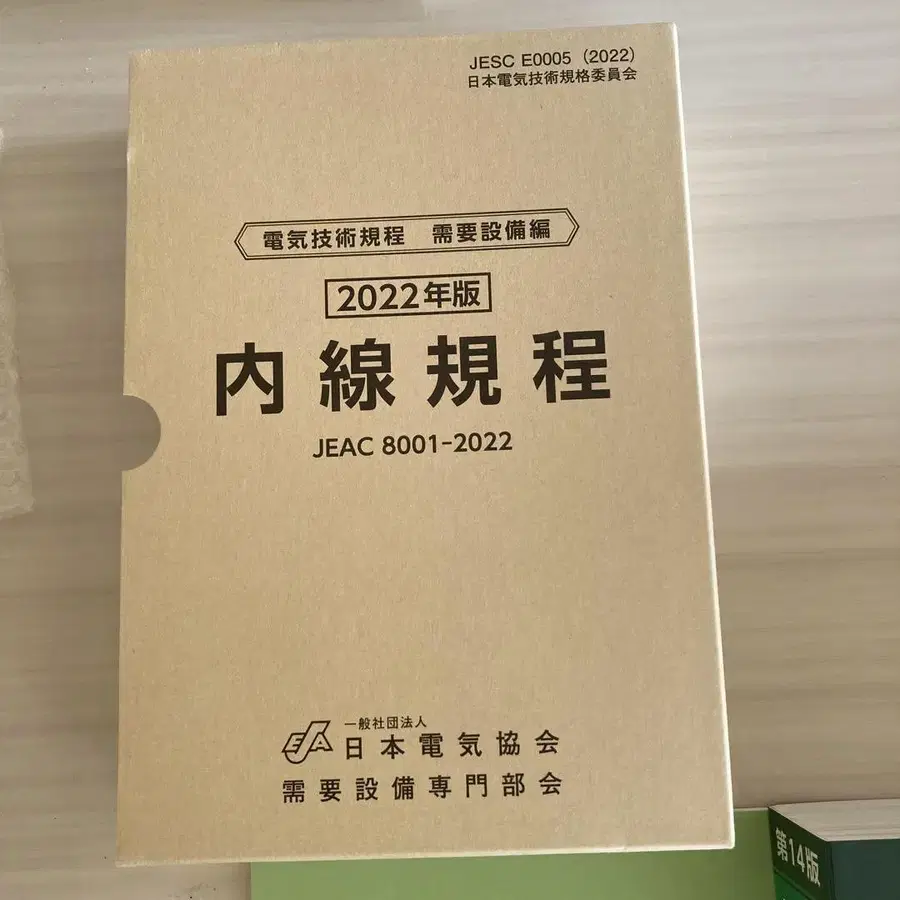 JESC E0005（2022）
日本電気技術規格委員会
電気技術規程　需要設備編
2022年版
内線規程
JEAC 8001-2022
一般社団法人
日本電気協会
需要設備専門部会
第14版